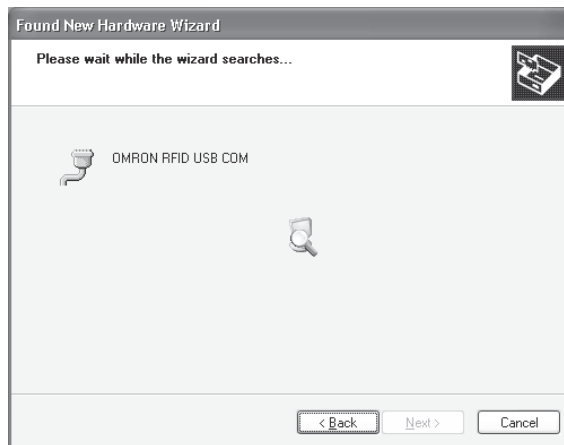 Found New Hardware Wizard
Please wait while the wizard searches...
OMRON RFID USB COM
< Back
Next >
Cancel